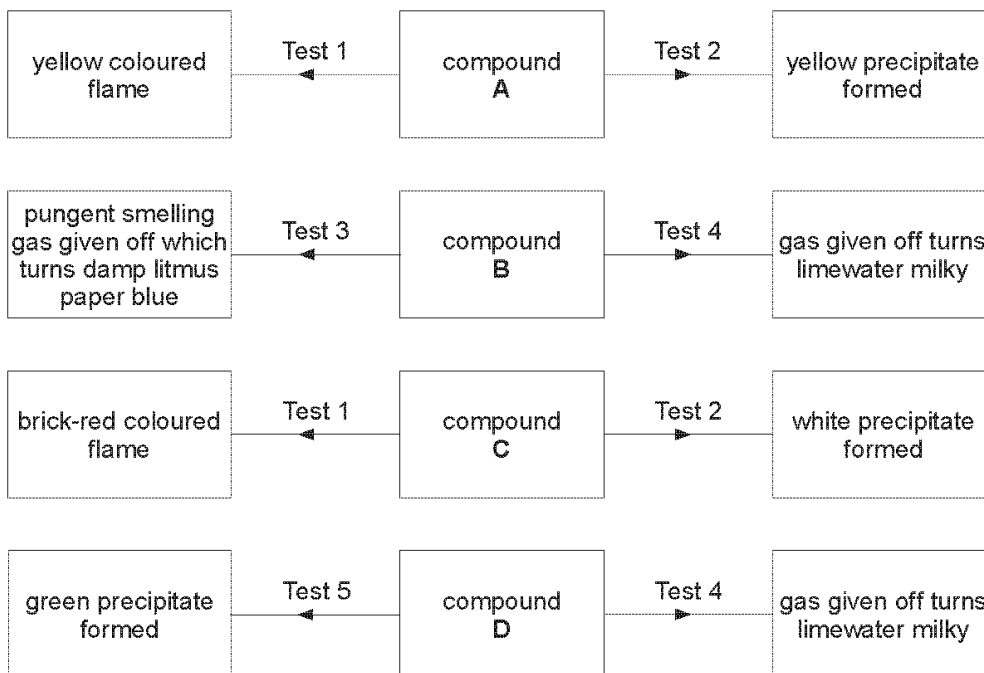 yellow coloured
flame
Test 1
compound
A
Test 2
yellow precipitate
formed
pungent smelling
gas given off which
turns damp litmus
paper blue
Test 3
compound
B
Test 4
gas given off turns
limewater milky
brick-red coloured
flame
Test 1
compound
C
Test 2
white precipitate
formed
green precipitate
formed
Test 5
compound
D
Test 4
gas given off turns
limewater milky